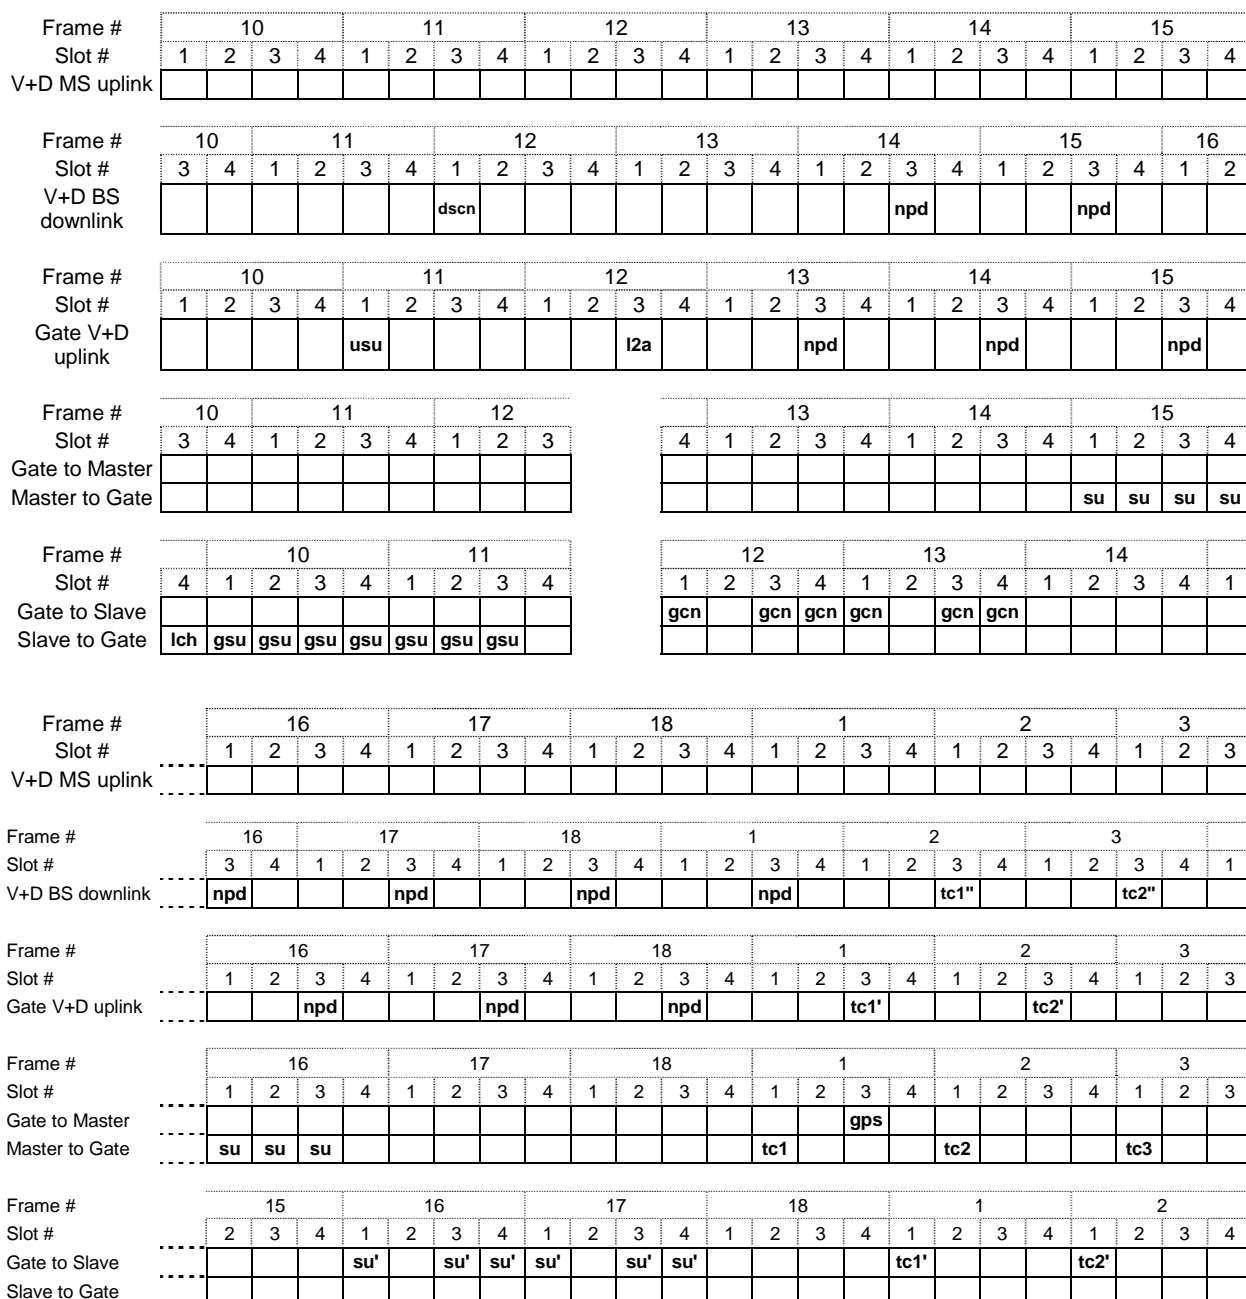 Frame # 10 11 12 13 14 15
Slot # 1 2 3 4 1 2 3 4 1 2 3 4 1 2 3 4 1 2 3 4 1 2 3 4
V+D MS uplink
Frame # 10 11 12 13 14 15 16
Slot # 3 4 1 2 3 4 1 2 3 4 1 2 3 4 1 2 3 4 1 2 3 4 1 2
V+D BS
downlink
dscn npd npd
Frame # 10 11 12 13 14 15
Slot # 1 2 3 4 1 2 3 4 1 2 3 4 1 2 3 4 1 2 3 4 1 2 3 4
Gate V+D
uplink
usu l2a npd npd npd
Frame # 10 11 12 13 14 15
Slot # 3 4 1 2 3 4 1 2 3 4 1 2 3 4 1 2 3 4 1 2 3 4
Gate to Master
Master to Gate su su su su
Frame # 10 11 12 13 14
Slot # 4 1 2 3 4 1 2 3 4 1 2 3 4 1 2 3 4 1 2 3 4 1
Gate to Slave gcn gcn gcn gcn gcn gcn
Slave to Gate lch gsu gsu gsu gsu gsu gsu gsu
Frame # 16 17 18 1 2 3
Slot # 1 2 3 4 1 2 3 4 1 2 3 4 1 2 3 4 1 2 3 4 1 2 3
V+D MS uplink
Frame # 16 17 18 1 2 3
Slot # 3 4 1 2 3 4 1 2 3 4 1 2 3 4 1 2 3 4 1 2 3 4 1
V+D BS downlink npd npd npd npd tc1" tc2"
Frame # 16 17 18 1 2 3
Slot # 1 2 3 4 1 2 3 4 1 2 3 4 1 2 3 4 1 2 3 4 1 2 3
Gate V+D uplink npd npd npd tc1' tc2'
Frame # 16 17 18 1 2 3
Slot # 1 2 3 4 1 2 3 4 1 2 3 4 1 2 3 4 1 2 3 4 1 2 3
Gate to Master gps
Master to Gate su su su tc1 tc2 tc3
Frame # 15 16 17 18 1 2
Slot # 2 3 4 1 2 3 4 1 2 3 4 1 2 3 4 1 2 3 4 1 2 3 4
Gate to Slave su' su' su' su' su' su' tc1' tc2'
Slave to Gate